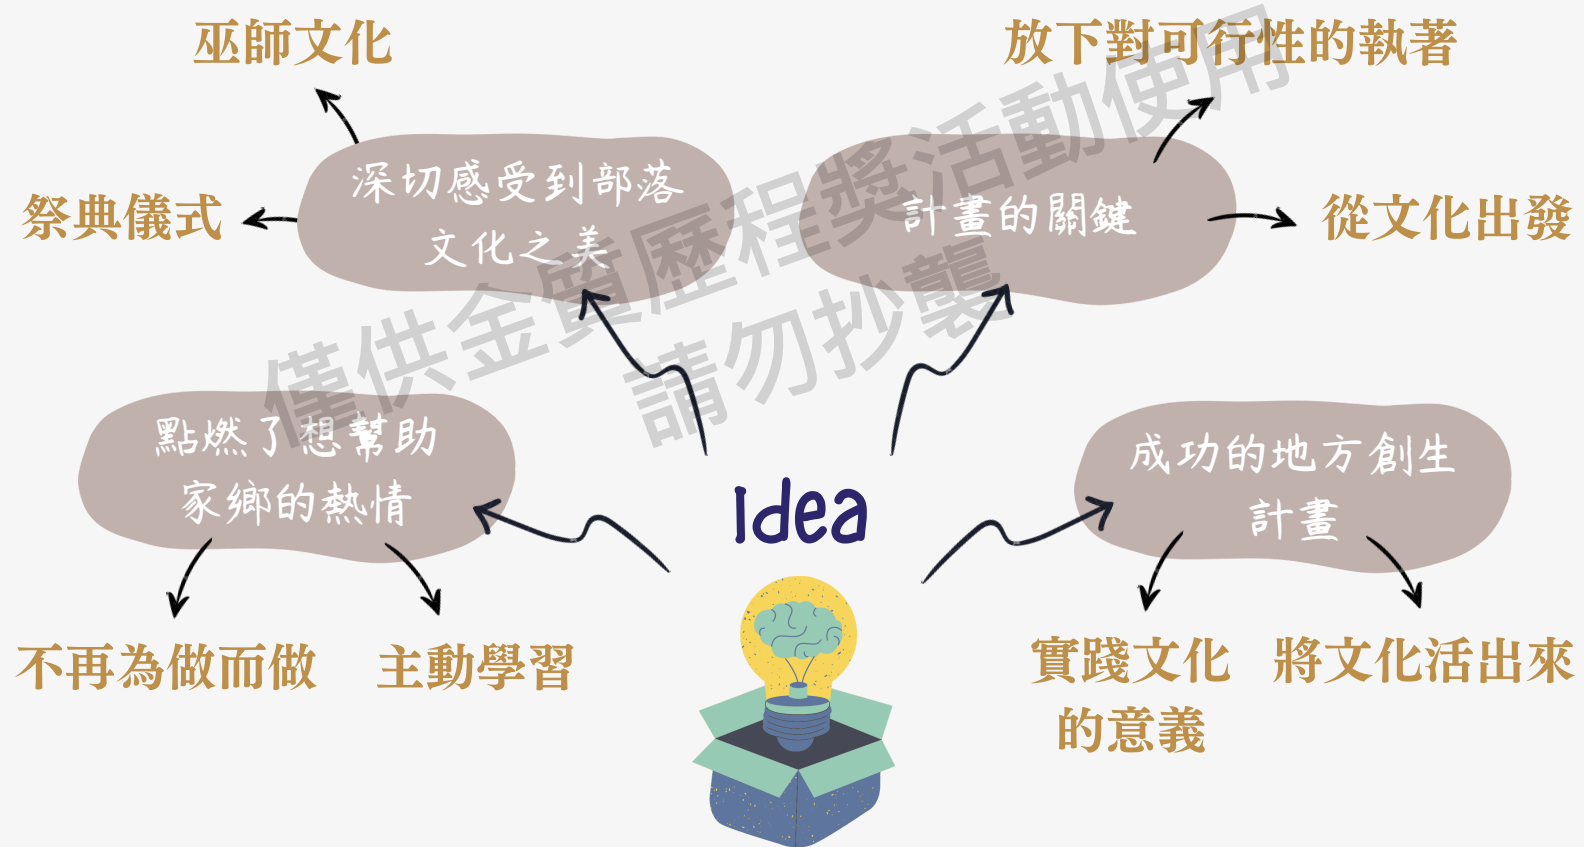 巫師文化
放下對可行性的執著
深切感受到部落
文化之美
祭典儀式
計畫的關鍵
從文化出發
僅供金質歷程獎活動使用
請勿抄襲
點燃了想幫助
家鄉的熱情
成功的地方創生
計畫
Idea
不再為做而做
主動學習
實踐文化
的意義
將文化活出來